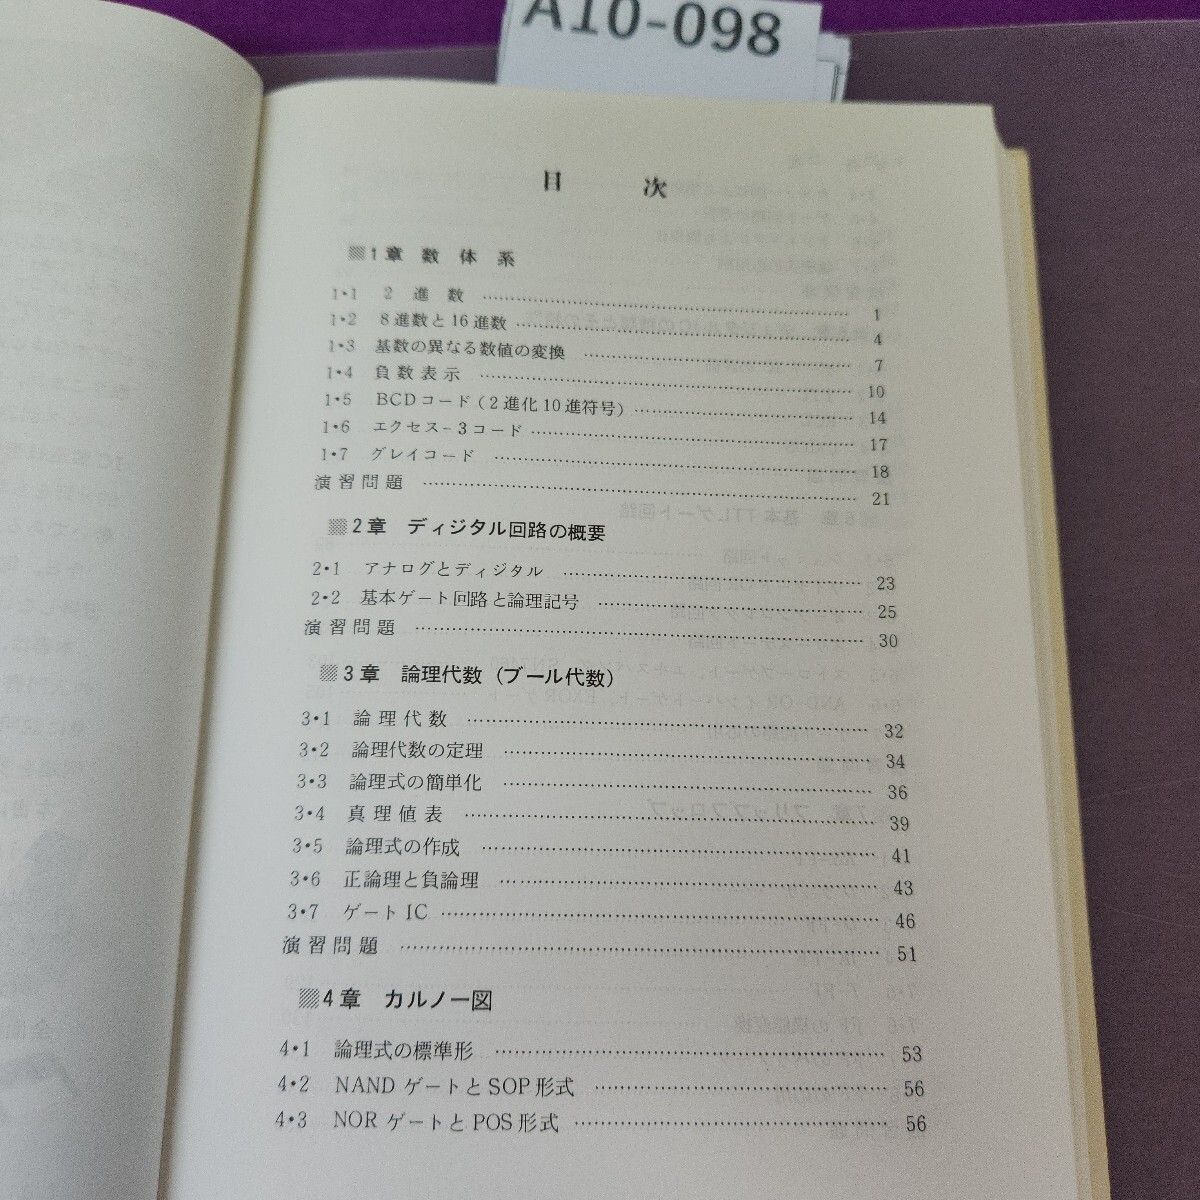 A10-098
目次
1章 数体系
1・1 2進数 1
1・2 8進数と16進数 4
1・3 基数の異なる数値の変換 7
1・4 負数表示 10
1・5 BCDコード(2進化10進符号) 14
1・6 エクセス-3コード 17
1・7 グレイコード 18
演習問題 21
2章 ディジタル回路の概要
2・1 アナログとディジタル 23
2・2 基本ゲート回路と論理記号 25
演習問題 30
3章 論理代数(ブール代数)
3・1 論理代数 32
3・2 論理代数の定理 34
3・3 論理式の簡単化 36
3・4 真理値表 39
3・5 論理式の作成 41
3・6 正論理と負論理 43
3・7 ゲートIC 46
演習問題 51
4章 カルノー図
4・1 論理式の標準形 53
4・2 NANDゲートとSOP形式 56
4・3 NORゲートとPOS形式 56